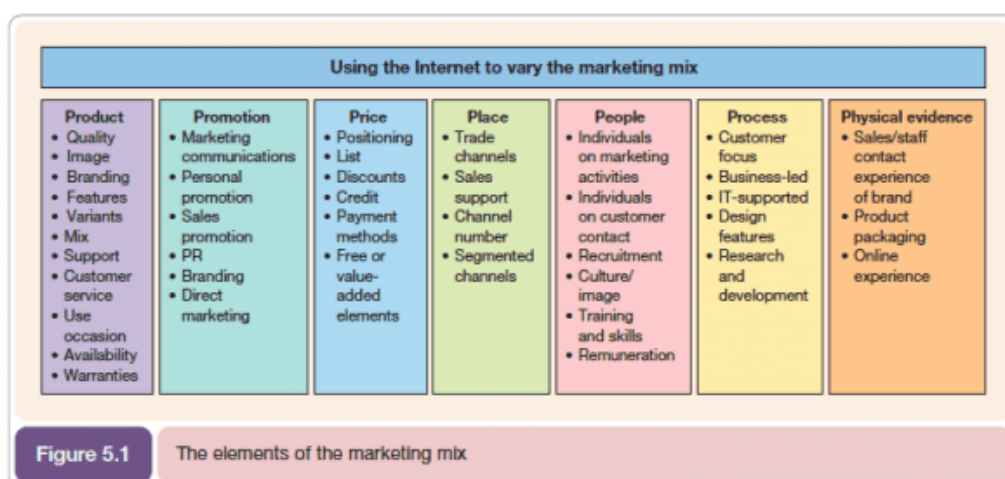 Using the Internet to vary the marketing mix
Product
• Quality
• Image
• Branding
• Features
• Variants
• Mix
• Support
• Customer
service
• Use
occasion
• Availability
• Warranties
Promotion
• Marketing
communications
• Personal
promotion
• Sales
promotion
• PR
• Branding
• Direct
marketing
Price
• Positioning
• List
• Discounts
• Credit
• Payment
methods
• Free or
value-
added
elements
Place
• Trade
channels
• Sales
support
• Channel
number
• Segmented
channels
People
• Individuals
on marketing
activities
• Individuals
on customer
contact
• Recruitment
• Culture/
image
• Training
and skills
• Remuneration
Process
• Customer
focus
• Business-led
• IT-supported
• Design
features
• Research
and
development
Physical evidence
• Sales/staff
contact
experience
of brand
• Product
packaging
• Online
experience
Figure 5.1
The elements of the marketing mix